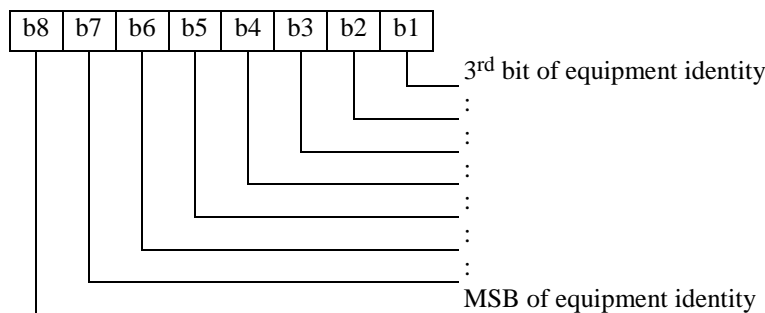 b8 b7 b6 b5 b4 b3 b2 b1
3rd bit of equipment identity
:
:
:
:
:
:
MSB of equipment identity